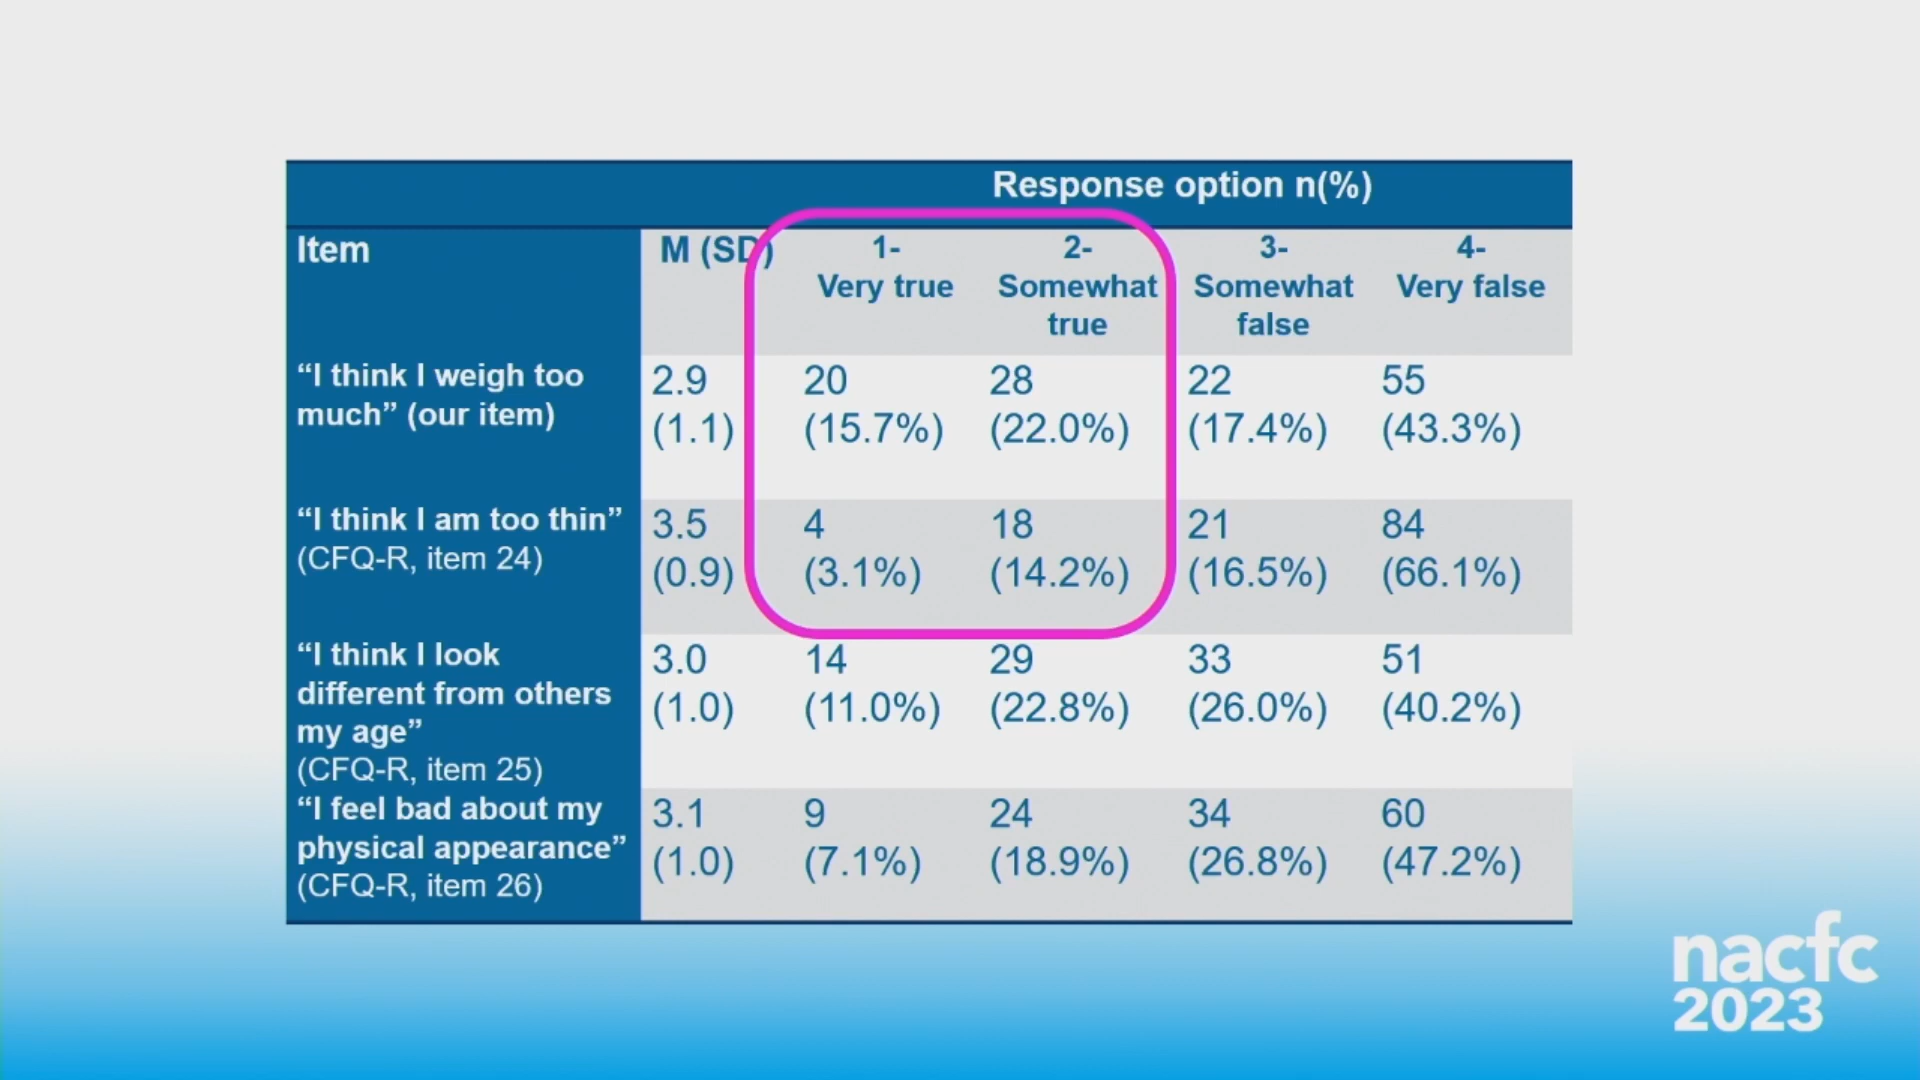 Response option n(%)
Item M (SD) 1- 2- 3- 4-
Very true Somewhat Somewhat Very false
true false
“I think I weigh too
much” (our item)
2.9 20 28 22 55
(1.1) (15.7%) (22.0%) (17.4%) (43.3%)
“I think I am too thin”
(CFQ-R, item 24)
3.5 4 18 21 84
(0.9) (3.1%) (14.2%) (16.5%) (66.1%)
“I think I look
different from others
my age”
(CFQ-R, item 25)
3.0 14 29 33 51
(1.0) (11.0%) (22.8%) (26.0%) (40.2%)
“I feel bad about my
physical appearance”
(CFQ-R, item 26)
3.1 9 24 34 60
(1.0) (7.1%) (18.9%) (26.8%) (47.2%)
nacfc
2023